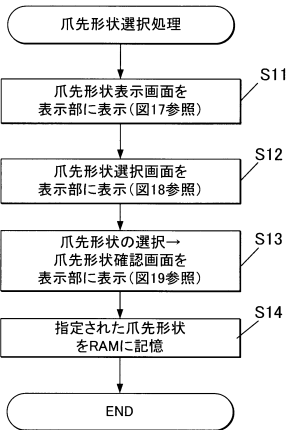 爪先形状選択処理
S11
爪先形状表示画面を
表示部に表示(図17参照)
S12
爪先形状選択画面を
表示部に表示(図18参照)
S13
爪先形状の選択→
爪先形状確認画面を
表示部に表示(図19参照)
S14
指定された爪先形状
をRAMに記憶
END